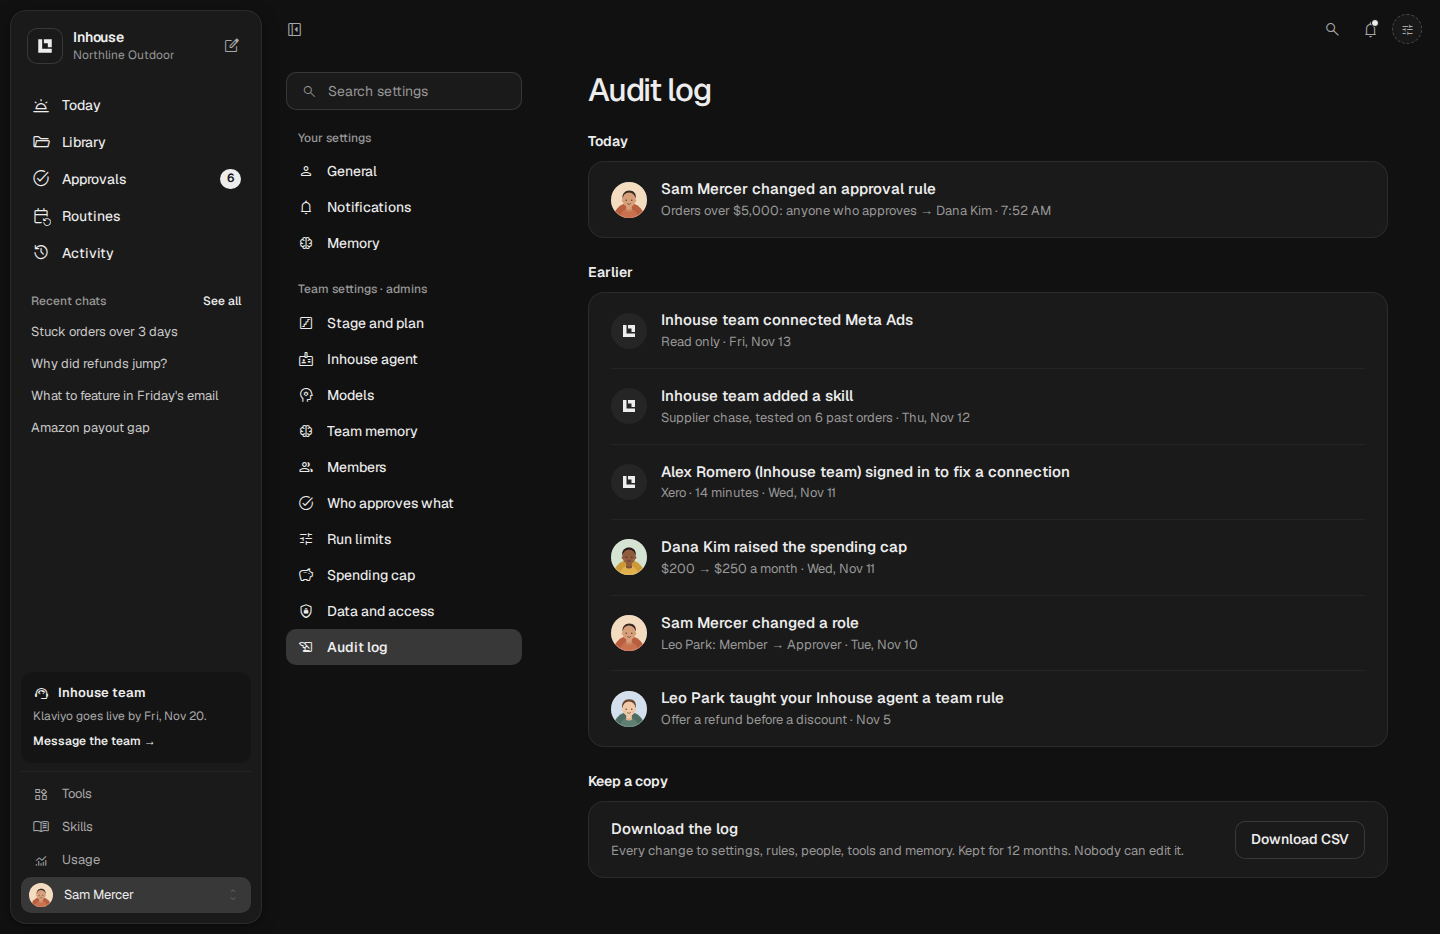 Inhouse
Northline Outdoor
Today
Library
Approvals 6
Routines
Activity
Recent chats See all
Stuck orders over 3 days
Why did refunds jump?
What to feature in Friday's email
Amazon payout gap
Inhouse team
Klaviyo goes live by Fri, Nov 20.
Message the team →
Tools
Skills
Usage
Sam Mercer
Search settings
Your settings
General
Notifications
Memory
Team settings · admins
Stage and plan
Inhouse agent
Models
Team memory
Members
Who approves what
Run limits
Spending cap
Data and access
Audit log
Audit log
Today
Sam Mercer changed an approval rule
Orders over $5,000: anyone who approves → Dana Kim · 7:52 AM
Earlier
Inhouse team connected Meta Ads
Read only · Fri, Nov 13
Inhouse team added a skill
Supplier chase, tested on 6 past orders · Thu, Nov 12
Alex Romero (Inhouse team) signed in to fix a connection
Xero · 14 minutes · Wed, Nov 11
Dana Kim raised the spending cap
$200 → $250 a month · Wed, Nov 11
Sam Mercer changed a role
Leo Park: Member → Approver · Tue, Nov 10
Leo Park taught your Inhouse agent a team rule
Offer a refund before a discount · Nov 5
Keep a copy
Download the log
Every change to settings, rules, people, tools and memory. Kept for 12 months. Nobody can edit it.
Download CSV